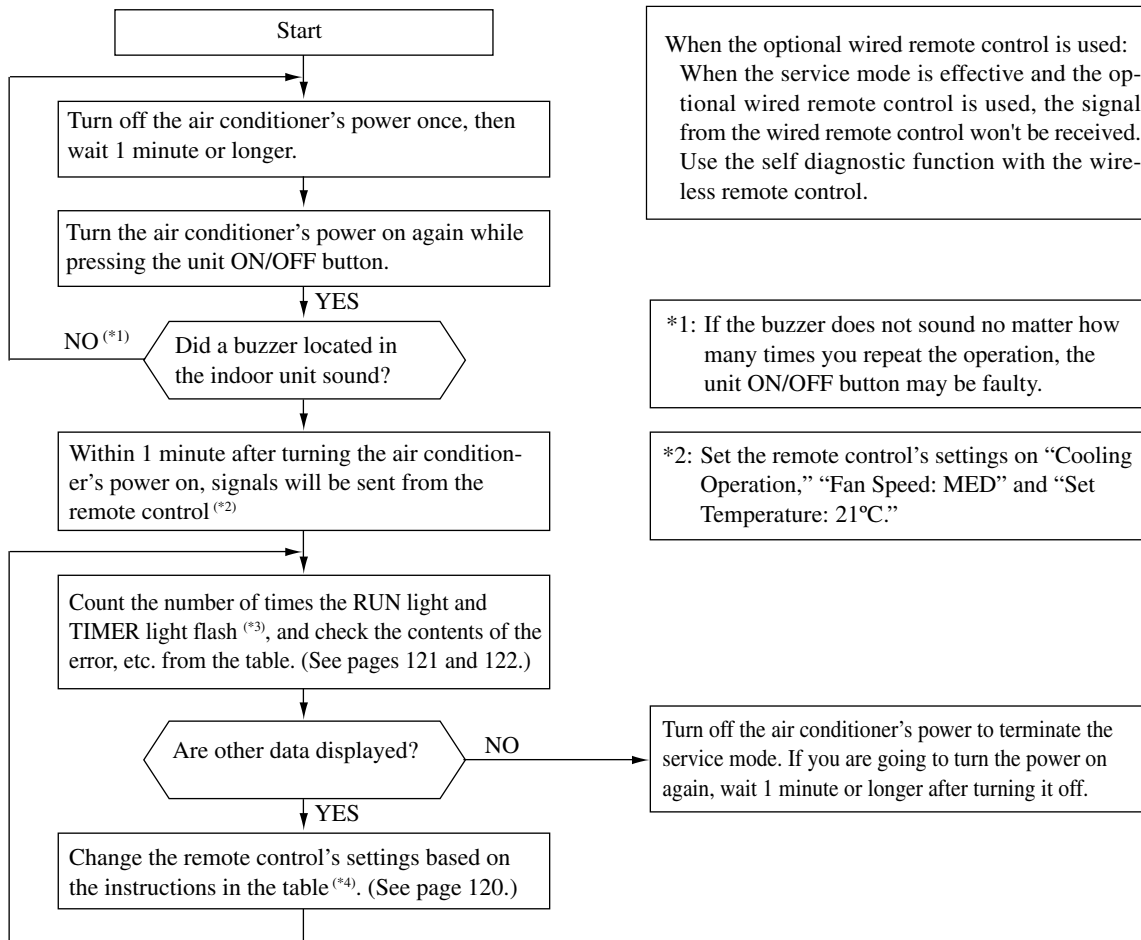 Start
Turn off the air conditioner's power once, then
wait 1 minute or longer.
Turn the air conditioner's power on again while
pressing the unit ON/OFF button.
YES
NO (*1)
Did a buzzer located in
the indoor unit sound?
Within 1 minute after turning the air condition-
er's power on, signals will be sent from the
remote control (*2)
Count the number of times the RUN light and
TIMER light flash (*3), and check the contents of the
error, etc. from the table. (See pages 121 and 122.)
Are other data displayed?
NO
YES
Change the remote control's settings based on
the instructions in the table (*4). (See page 120.)
When the optional wired remote control is used:
When the service mode is effective and the op-
tional wired remote control is used, the signal
from the wired remote control won't be received.
Use the self diagnostic function with the wire-
less remote control.
*1: If the buzzer does not sound no matter how
many times you repeat the operation, the
unit ON/OFF button may be faulty.
*2: Set the remote control's settings on “Cooling
Operation,” “Fan Speed: MED” and “Set
Temperature: 21ºC.”
Turn off the air conditioner's power to terminate the
service mode. If you are going to turn the power on
again, wait 1 minute or longer after turning it off.